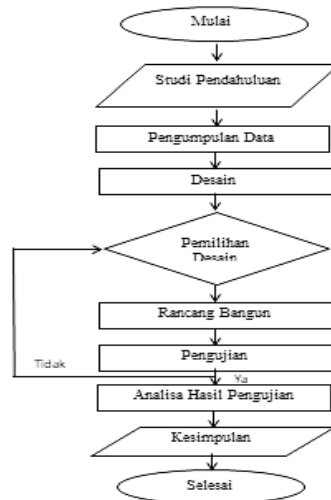 Mulai
Studi Pendahuluan
Pengumpulan Data
Desain
Pemilihan
Desain
Rancang Bangun
Pengujian
Tidak
Ya
Analisa Hasil Pengujian
Kesimpulan
Selesai